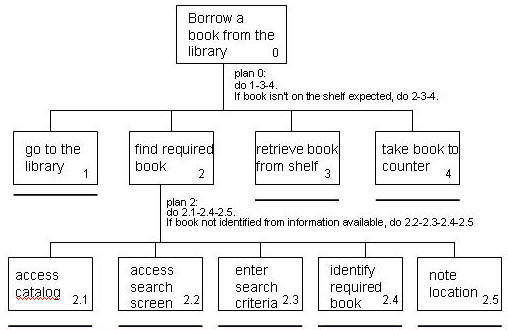 Borrow a
book from the
library
0
plan 0:
do 1-3-4.
If book isn't on the shelf expected, do 2-3-4.
go to the
library
1
find required
book
2
retrieve book
from shelf
3
take book to
counter
4
plan 2:
do 2.1-2.4-2.5.
If book not identified from information available, do 2.2-2.3-2.4-2.5
access
catalog
2.1
access
search
screen
2.2
enter
search
criteria
2.3
identify
required
book
2.4
note
location
2.5